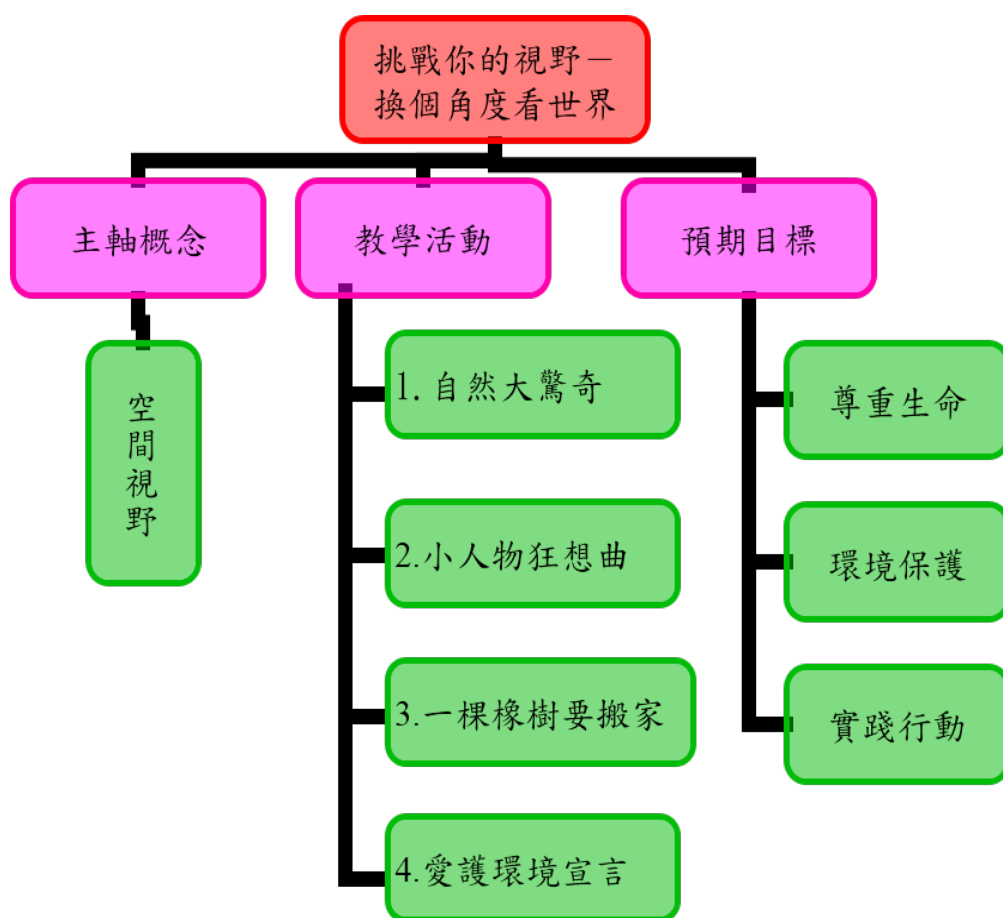 挑戰你的視野－
換個角度看世界
主軸概念
教學活動
預期目標
空間視野
1. 自然大驚奇
2.小人物狂想曲
3.一棵橡樹要搬家
4.愛護環境宣言
尊重生命
環境保護
實踐行動